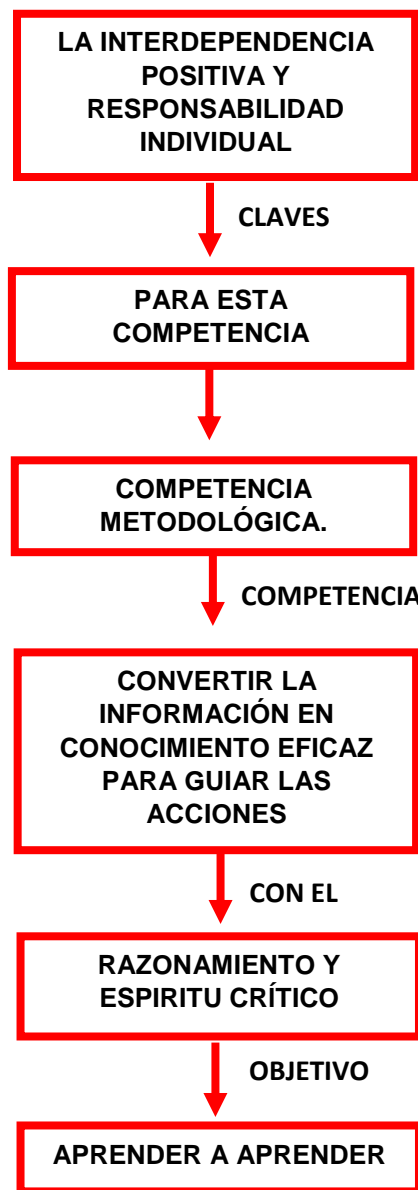 LA INTERDEPENDENCIA
POSITIVA Y
RESPONSABILIDAD
INDIVIDUAL
CLAVES
PARA ESTA
COMPETENCIA
COMPETENCIA
METODOLÓGICA.
COMPETENCIA
CONVERTIR LA
INFORMACIÓN EN
CONOCIMIENTO EFICAZ
PARA GUIAR LAS
ACCIONES
CON EL
RAZONAMIENTO Y
ESPIRITU CRÍTICO
OBJETIVO
APRENDER A APRENDER